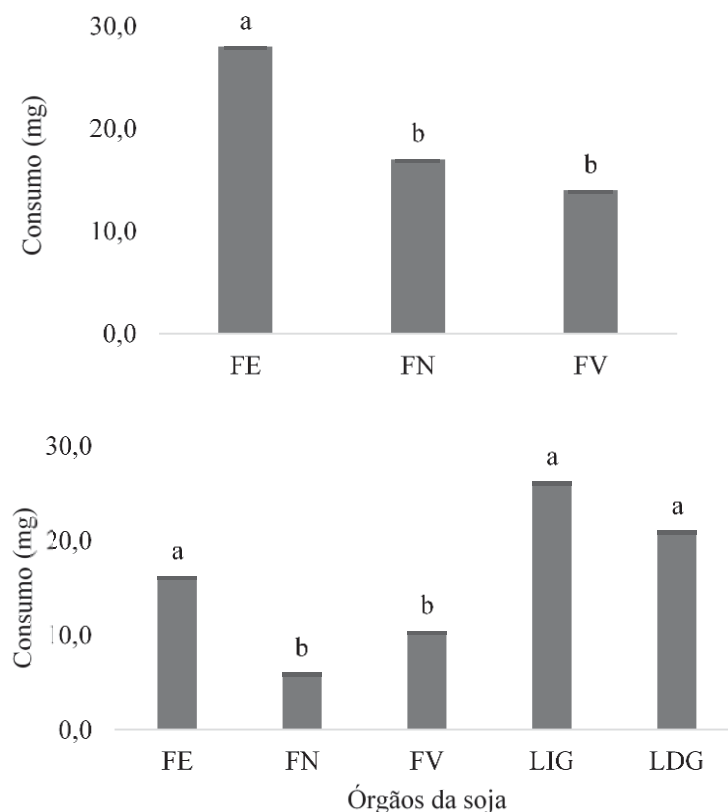 30,0
a
b
b
20,0
10,0
0,0
Consumo (mg)
FE FN FV
30,0
a
a
a
20,0
b
b
10,0
0,0
Consumo (mg)
FE FN FV LIG LDG
Órgãos da soja